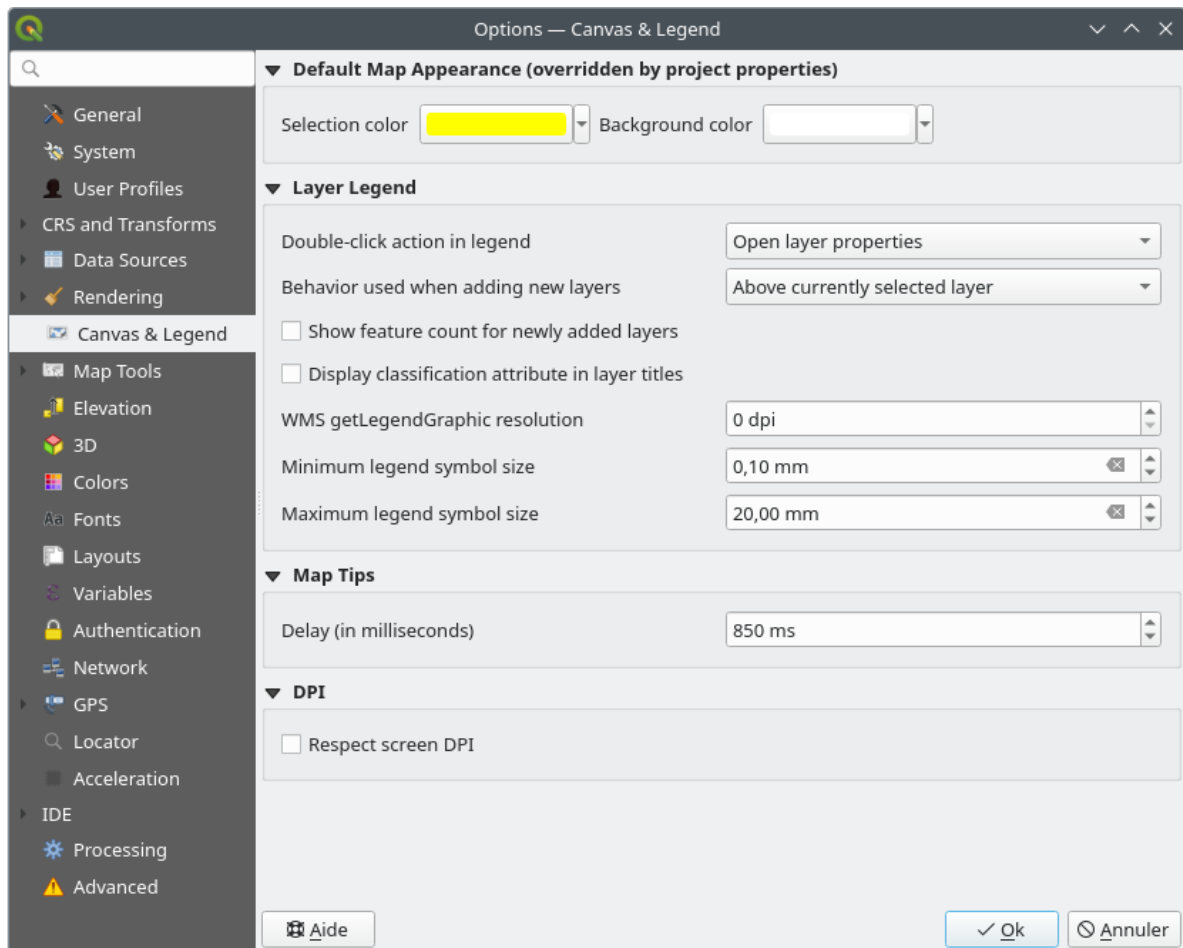 Options — Canvas & Legend
General
System
User Profiles
CRS and Transforms
Data Sources
Rendering
Canvas & Legend
Map Tools
Elevation
3D
Colors
Fonts
Layouts
Variables
Authentication
Network
GPS
Locator
Acceleration
IDE
Processing
Advanced
Default Map Appearance (overridden by project properties)
Selection color Background color
Layer Legend
Double-click action in legend Open layer properties
Behavior used when adding new layers Above currently selected layer
Show feature count for newly added layers
Display classification attribute in layer titles
WMS getLegendGraphic resolution 0 dpi
Minimum legend symbol size 0,10 mm
Maximum legend symbol size 20,00 mm
Map Tips
Delay (in milliseconds) 850 ms
DPI
Respect screen DPI
Aide Ok Annuler